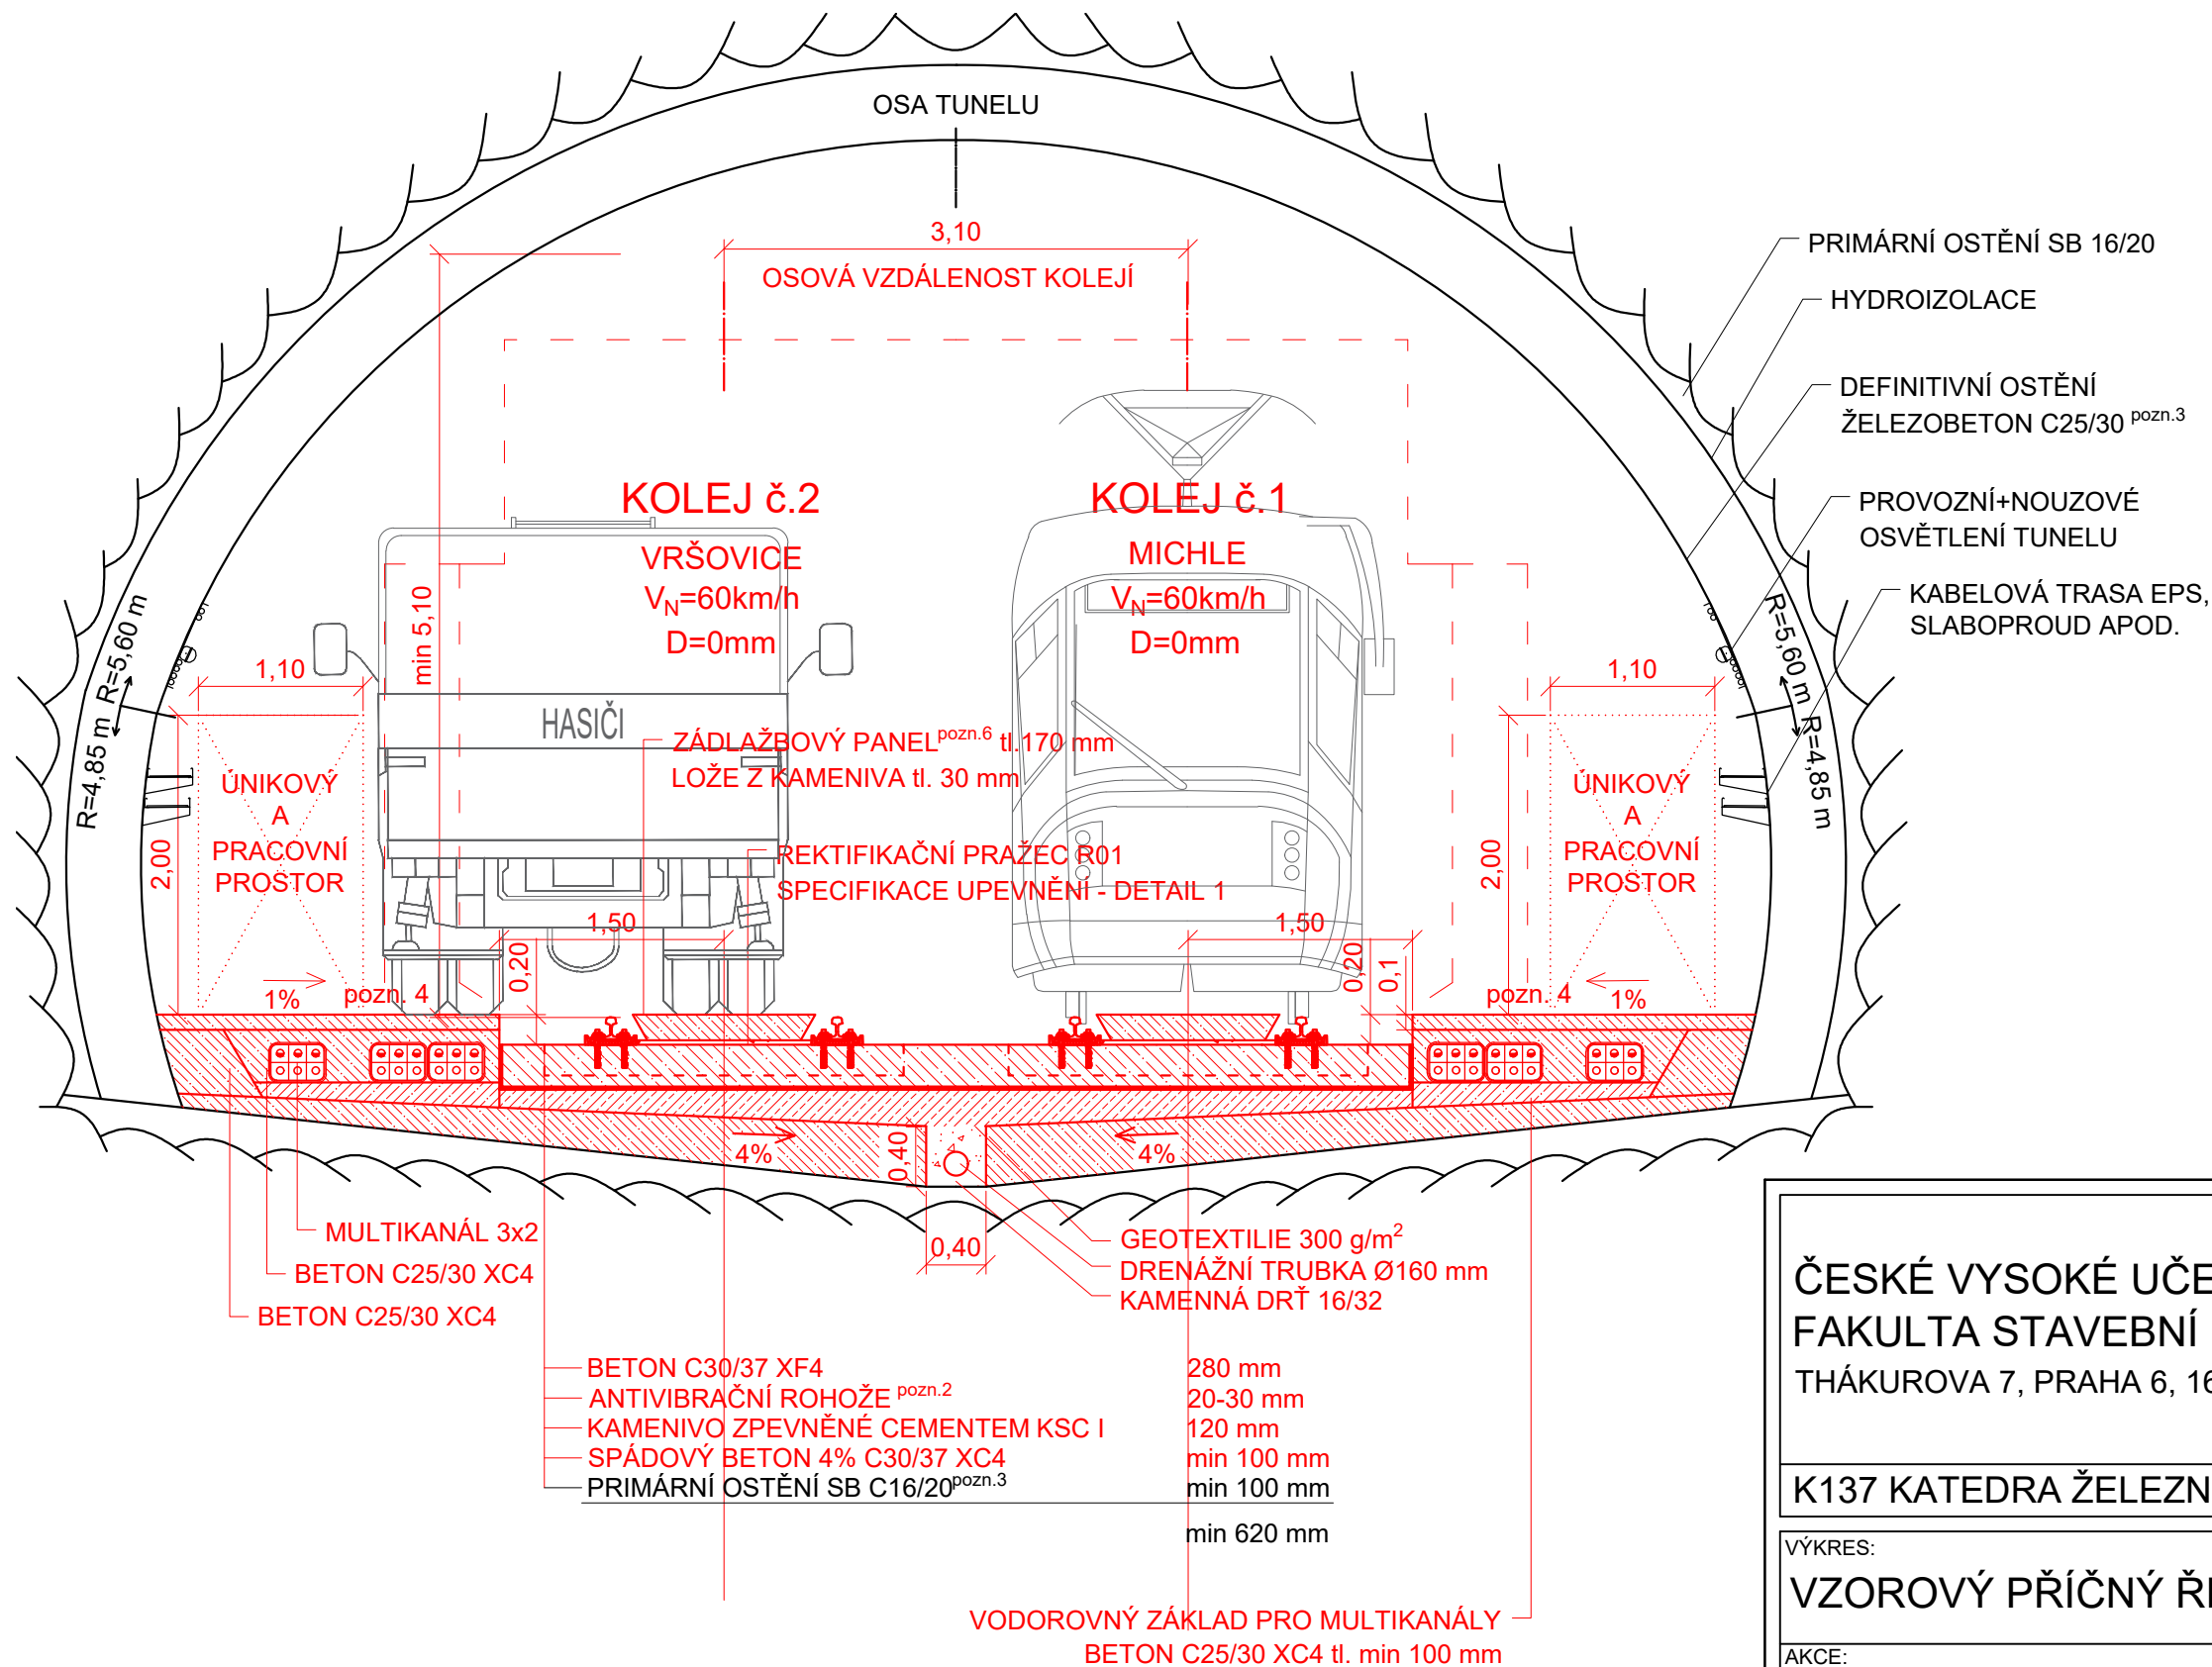 OSA TUNELU
3,10
OSOVÁ VZDÁLENOST KOLEJÍ
PRIMÁRNÍ OSTĚNÍ SB 16/20
HYDROIZOLACE
DEFINITIVNÍ OSTĚNÍ
ŽELEZOBETON C25/30 pozn.3
PROVOZNÍ+NOUZOVÉ
OSVĚTLENÍ TUNELU
KABELOVÁ TRASA EPS,
SLABOPROUD APOD.
KOLEJ č.2
VRŠOVICE
VN=60km/h
D=0mm
KOLEJ č.1
MICHLE
VN=60km/h
D=0mm
min 5,10
R=5,60 m
R=4,85 m
R=5,60 m
R=4,85 m
1,10
1,10
2,00
2,00
HASIČI
ZÁDLAŽBOVÝ PANEL pozn.6 tl.170 mm
LOŽE Z KAMENIVA tl. 30 mm
REKTIFIKAČNÍ PRAŽEC R01
SPECIFIKACE UPEVNĚNÍ - DETAIL 1
ÚNIKOVÝ
A
PRACOVNÍ
PROSTOR
ÚNIKOVÝ
A
PRACOVNÍ
PROSTOR
1,50
1,50
0,20
0,20
0,1
1%
pozn. 4
pozn. 4
1%
4%
0,40
4%
0,40
MULTIKANÁL 3x2
BETON C25/30 XC4
BETON C25/30 XC4
GEOTEXTILIE 300 g/m²
DRENÁŽNÍ TRUBKA Ø160 mm
KAMENNÁ DRŤ 16/32
BETON C30/37 XF4 280 mm
ANTIVIBRAČNÍ ROHOŽE pozn.2 20-30 mm
KAMENIVO ZPEVNĚNÉ CEMENTEM KSC I 120 mm
SPÁDOVÝ BETON 4% C30/37 XC4 min 100 mm
PRIMÁRNÍ OSTĚNÍ SB C16/20 pozn.3 min 100 mm
min 620 mm
VODOROVNÝ ZÁKLAD PRO MULTIKANÁLY
BETON C25/30 XC4 tl. min 100 mm
ČESKÉ VYSOKÉ UČE
FAKULTA STAVEBNÍ
THÁKUROVA 7, PRAHA 6, 16
K137 KATEDRA ŽELEZN
VÝKRES:
VZOROVÝ PŘÍČNÝ Ř
AKCE: